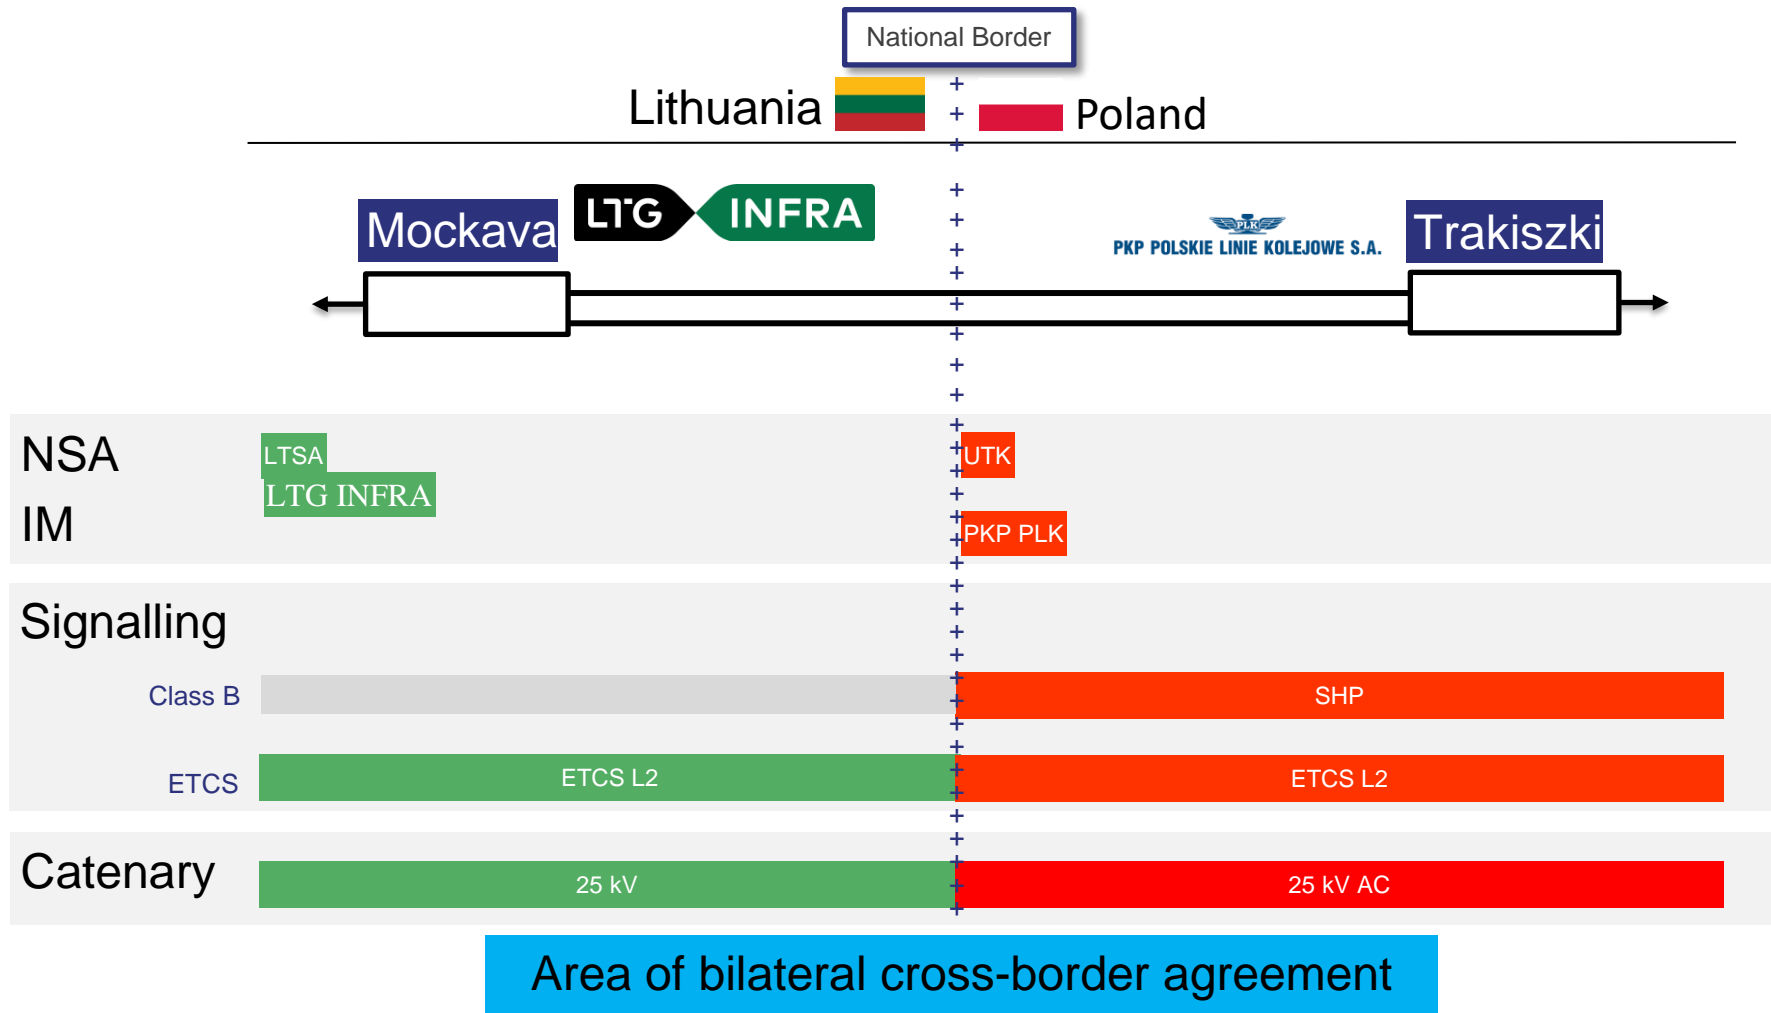 National Border
Lithuania
Poland
Mockava
LTG INFRA
PLK
PKP POLSKIE LINIE KOLEJOWE S.A.
Trakiszki
NSA
LTSA
UTK
LTG INFRA
IM
PKP PLK
Signalling
Class B
SHP
ETCS
ETCS L2
ETCS L2
Catenary
25 kV
25 kV AC
Area of bilateral cross-border agreement